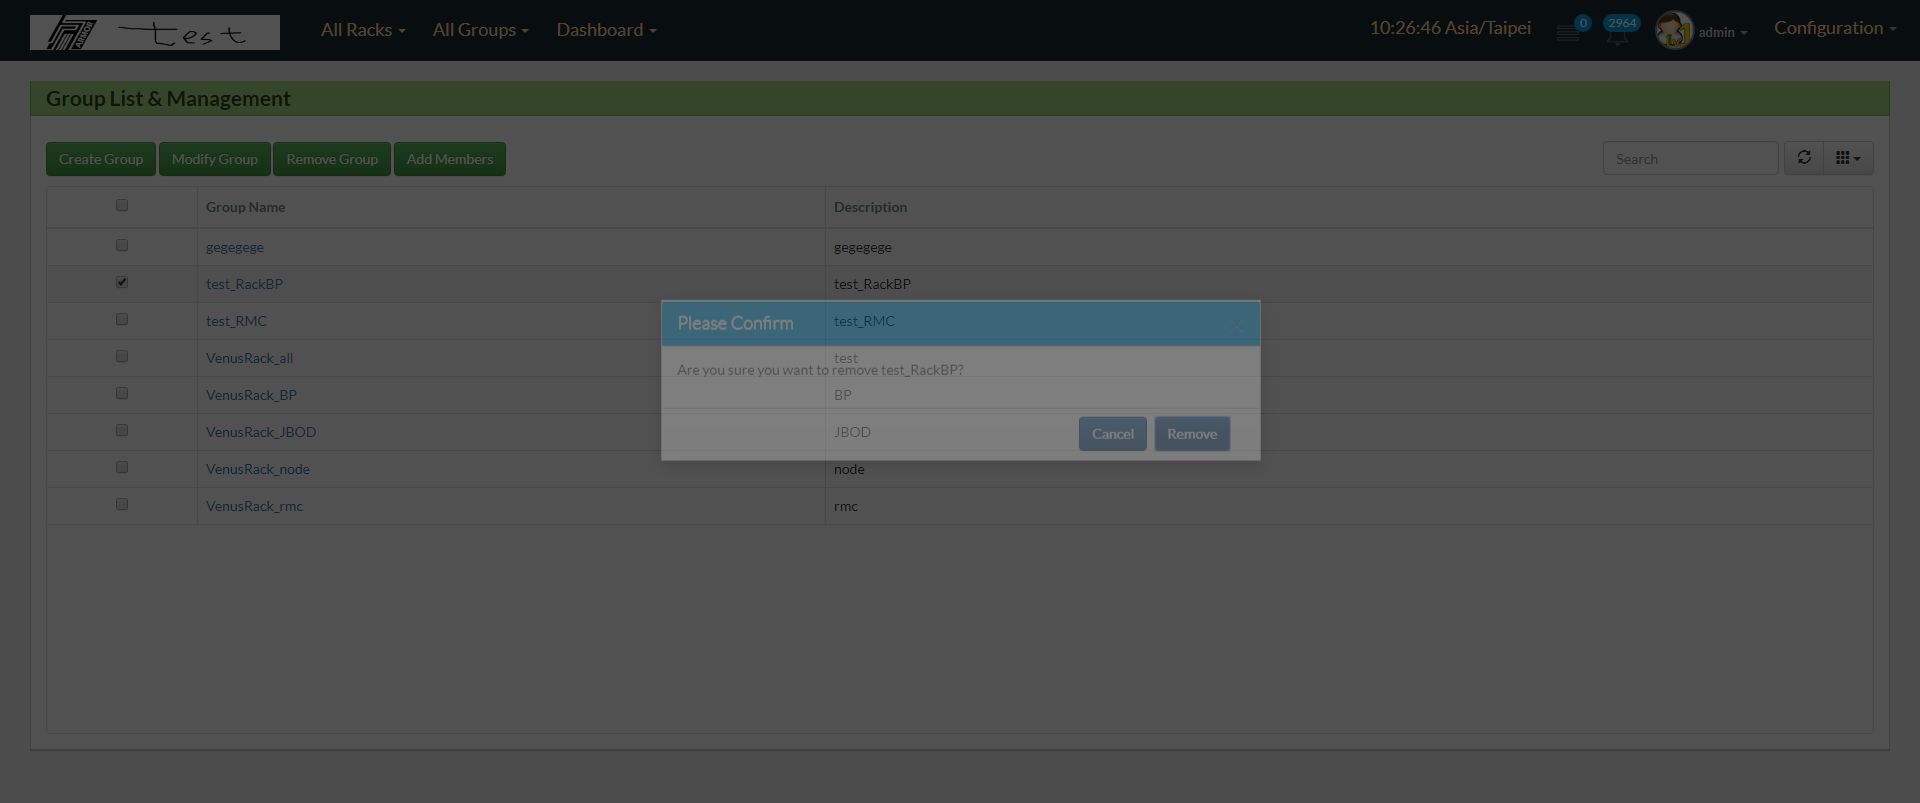 ARMOR test All Racks All Groups Dashboard 10:26:46 Asia/Taipei 0 2964 admin Configuration
Group List & Management
Create Group Modify Group Remove Group Add Members Search
Group Name Description
gegegege gegegege
test_RackBP test_RackBP
test_RMC test_RMC
VenusRack_all test
VenusRack_BP BP
VenusRack_JBOD JBOD
VenusRack_node node
VenusRack_rmc rmc
Please Confirm
Are you sure you want to remove test_RackBP?
Cancel Remove